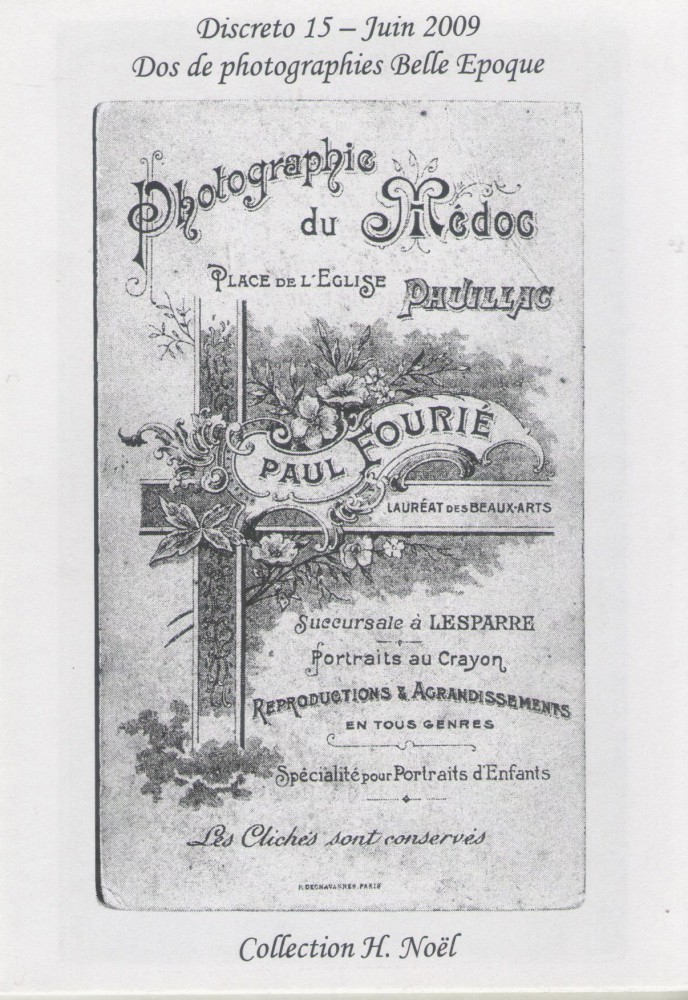 Discreto 15 – Juin 2009
Dos de photographies Belle Epoque
Photographie
du Médoc
PLACE DE L'EGLISE PAUILLAC
PAUL FOURIÉ
LAURÉAT DES BEAUX-ARTS
Succursale à LESPARRE
Portraits au Crayon
REPRODUCTIONS & AGRANDISSEMENTS
EN TOUS GENRES
Spécialité pour Portraits d'Enfants
Les Clichés sont conservés
P. DECHAVANNES. PARIS
Collection H. Noël